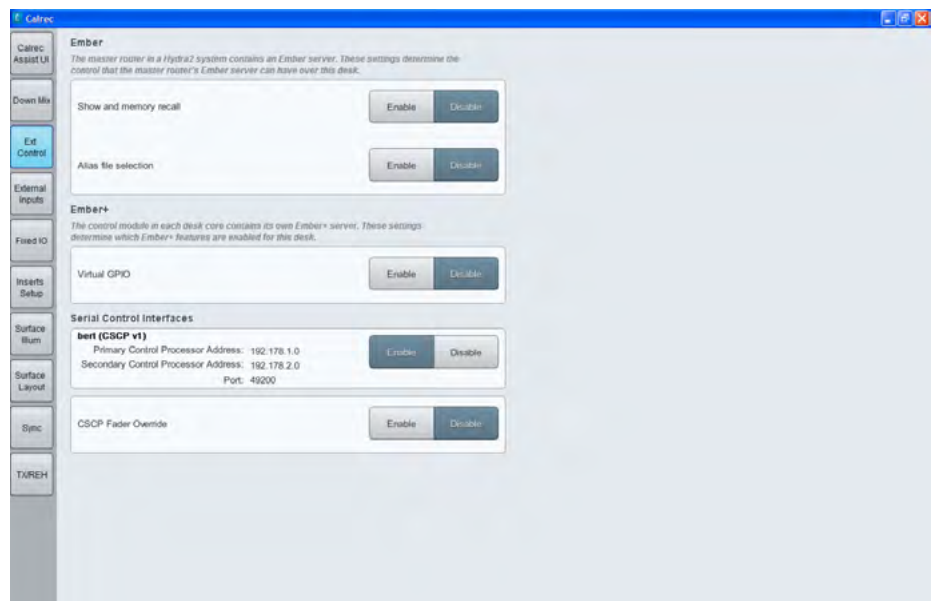 Calrec
Calrec
Assist UI
Down Mix
Ext
Control
External
Inputs
Fixed IO
Inserts
Setup
Surface
Illum
Surface
Layout
Sync
TX/REH
Ember
The master router in a Hydra2 system contains an Ember server. These settings determine the
control that the master router's Ember server can have over this desk.
Show and memory recall
Enable
Disable
Alias file selection
Enable
Disable
Ember+
The control module in each desk core contains its own Ember+ server. These settings
determine which Ember+ features are enabled for this desk.
Virtual GPIO
Enable
Disable
Serial Control Interfaces
bert (CSCP v1)
Primary Control Processor Address: 192.178.1.0
Secondary Control Processor Address: 192.178.2.0
Port: 49200
Enable
Disable
CSCP Fader Override
Enable
Disable